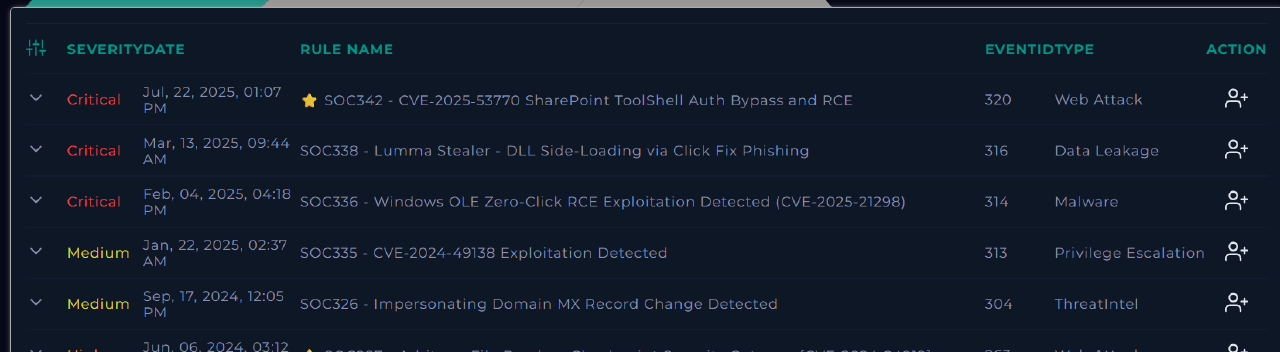 SEVERITY DATE RULE NAME EVENTID TYPE ACTION
Critical Jul, 22, 2025, 01:07 PM SOC342 - CVE-2025-53770 SharePoint ToolShell Auth Bypass and RCE 320 Web Attack
Critical Mar, 13, 2025, 09:44 AM SOC338 - Lumma Stealer - DLL Side-Loading via Click Fix Phishing 316 Data Leakage
Critical Feb, 04, 2025, 04:18 PM SOC336 - Windows OLE Zero-Click RCE Exploitation Detected (CVE-2025-21298) 314 Malware
Medium Jan, 22, 2025, 02:37 AM SOC335 - CVE-2024-49138 Exploitation Detected 313 Privilege Escalation
Medium Sep, 17, 2024, 12:05 PM SOC326 - Impersonating Domain MX Record Change Detected 304 ThreatIntel
Jun, 06, 2024, 03:12